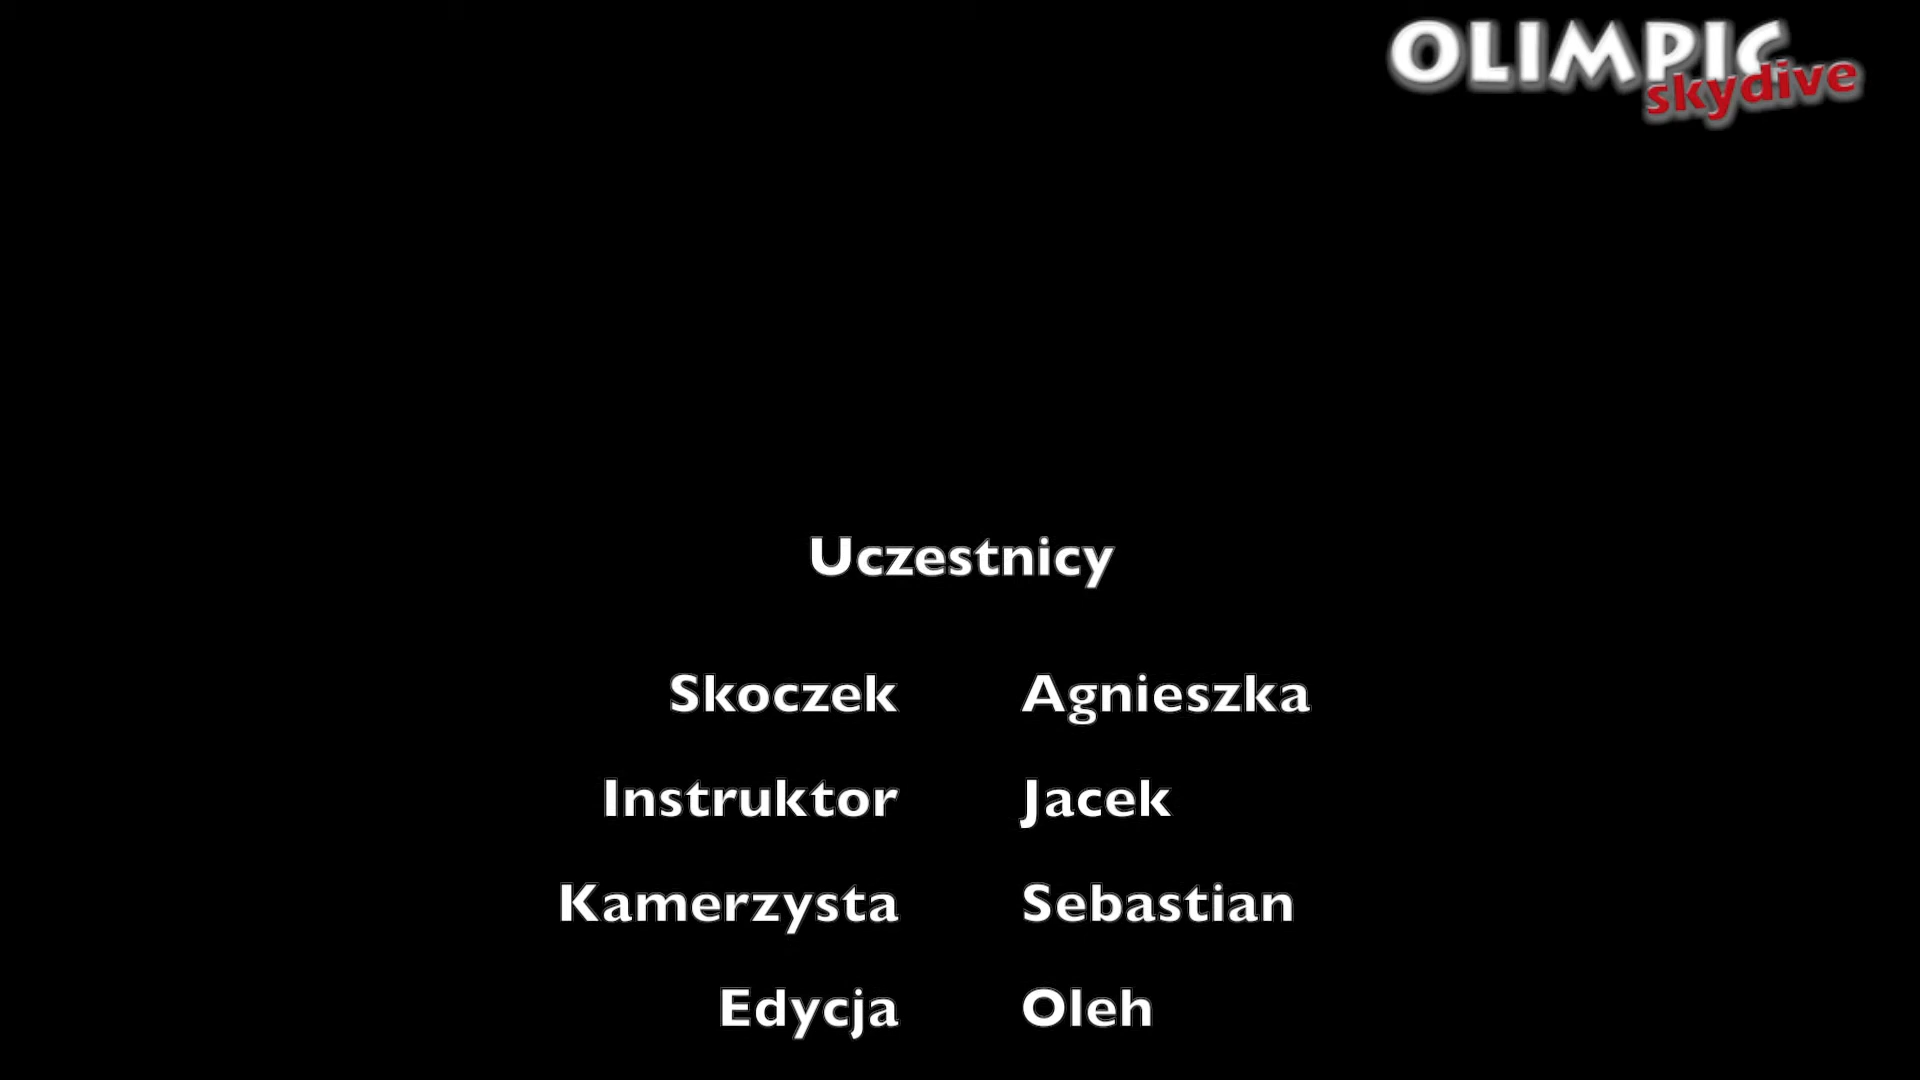 OLIMPIC
skydive
Uczestnicy
Skoczek Agnieszka
Instruktor Jacek
Kamerzysta Sebastian
Edycja Oleh